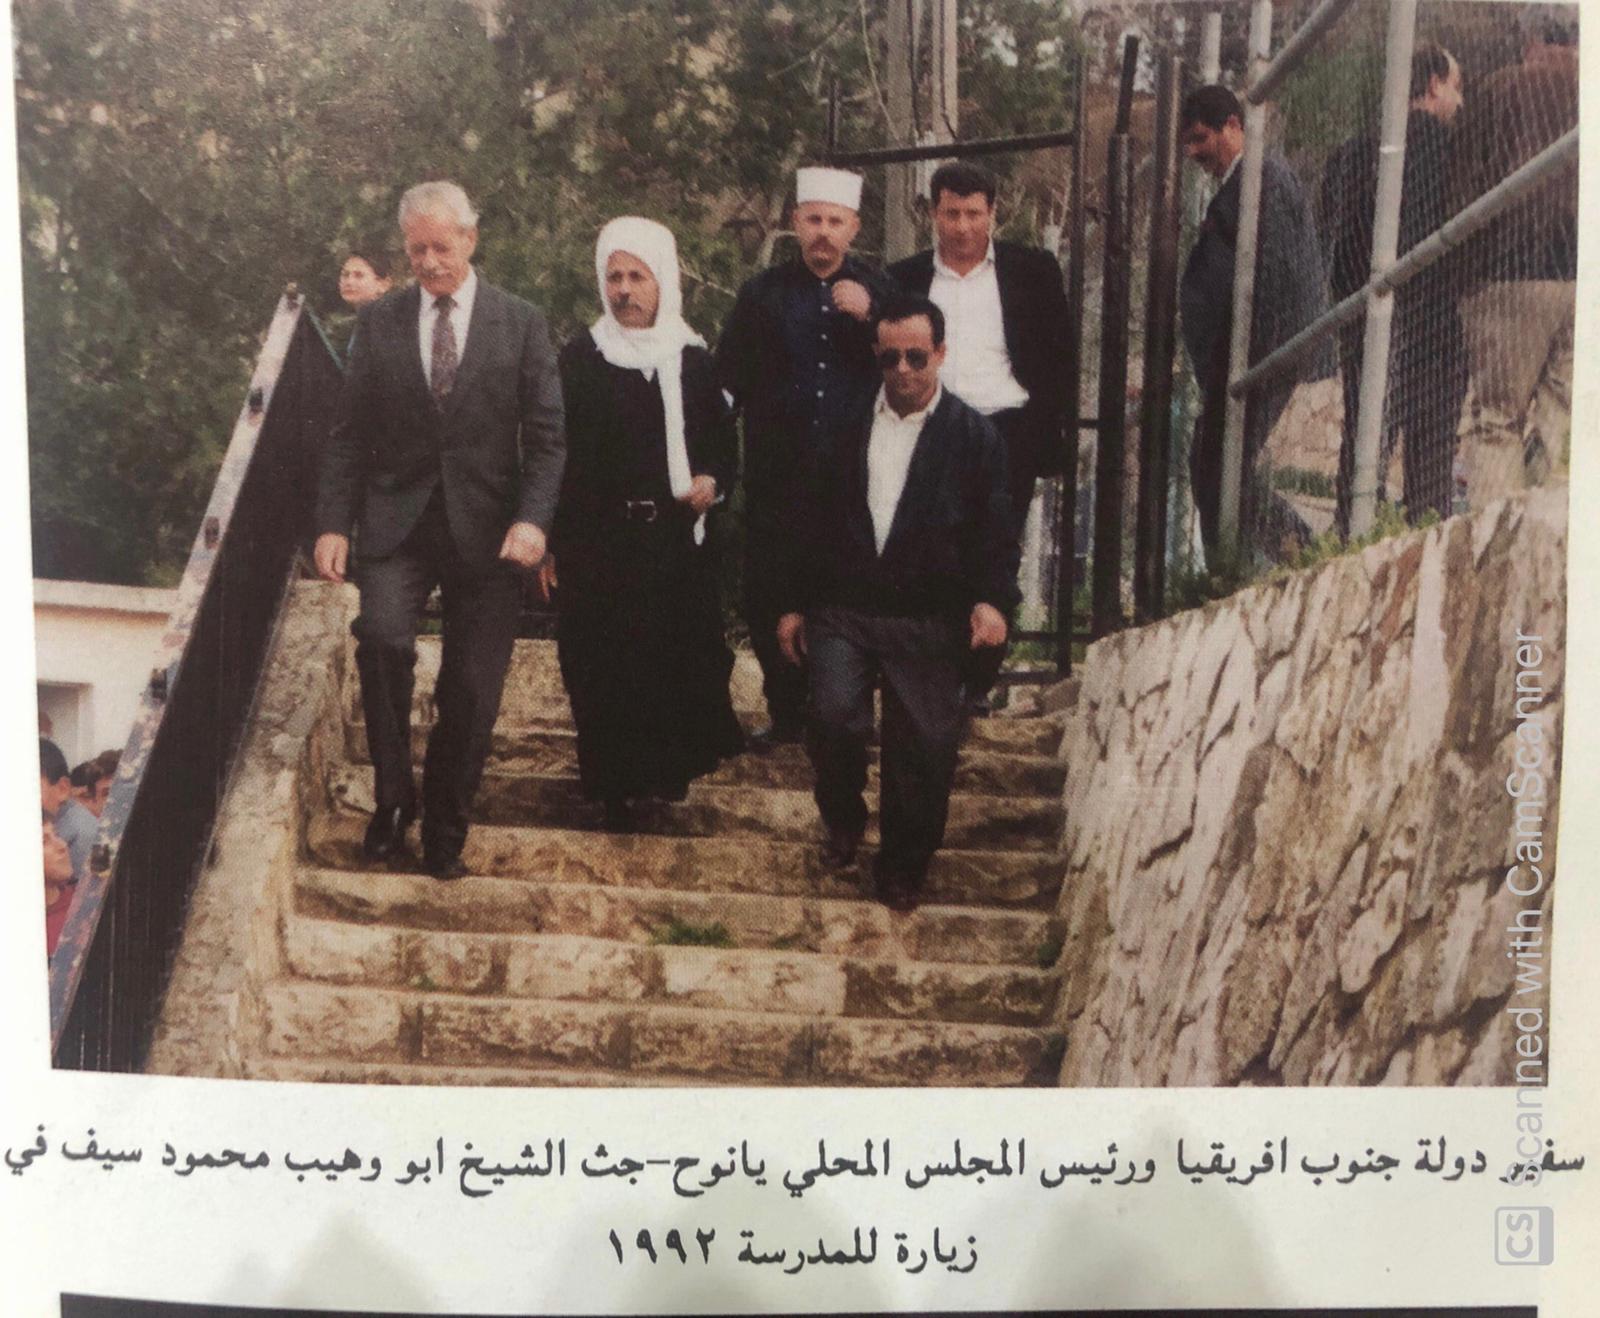 سفير دولة جنوب افريقيا ورئيس المجلس المحلي يانوح-جث الشيخ ابو وهيب محمود سيف في
زيارة للمدرسة ١٩٩٢
Scanned with CamScanner
CS